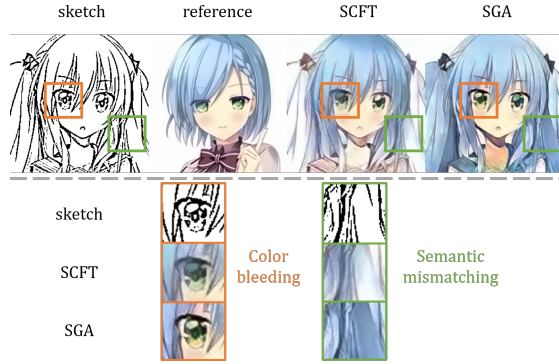 sketch reference SCFT SGA
sketch
SCFT
Color
bleeding
Semantic
mismatching
SGA